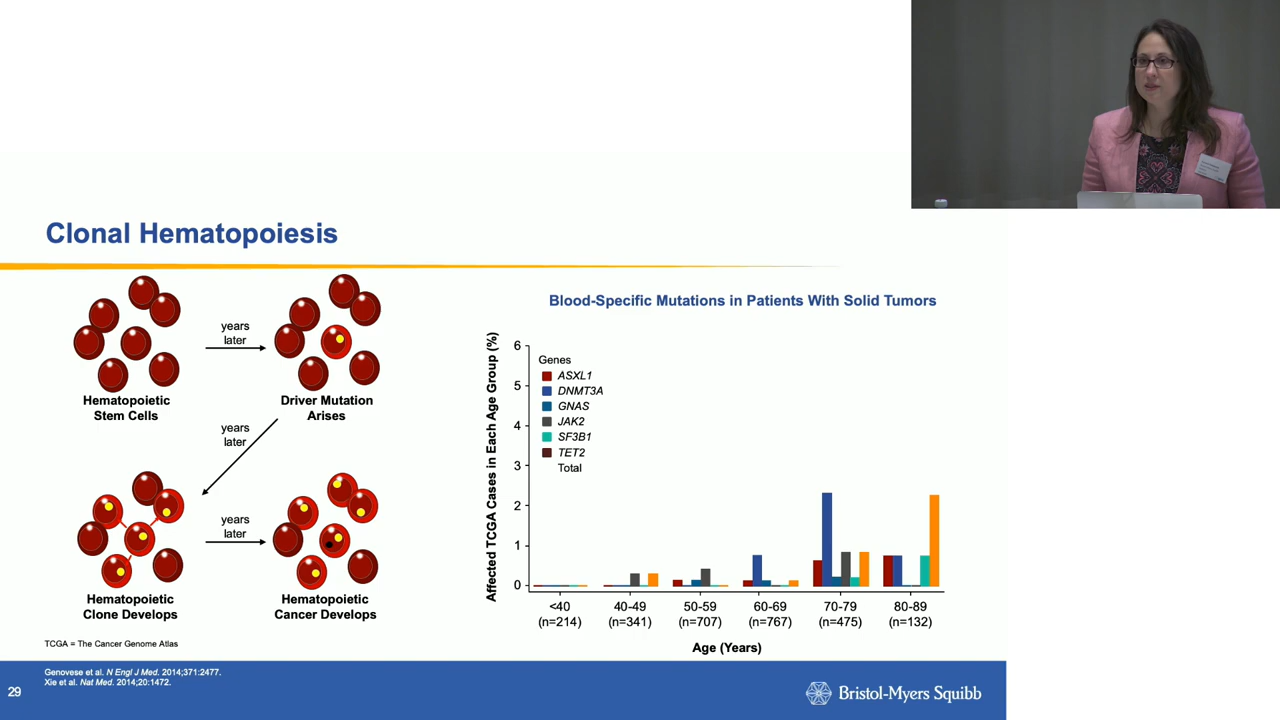 Clonal Hematopoiesis
years
later
Hematopoietic
Stem Cells
Driver Mutation
Arises
years
later
years
later
Hematopoietic
Clone Develops
Hematopoietic
Cancer Develops
TCGA = The Cancer Genome Atlas
Blood-Specific Mutations in Patients With Solid Tumors
Affected TCGA Cases in Each Age Group (%)
6
5
4
3
2
1
0
Genes
ASXL1
DNMT3A
GNAS
JAK2
SF3B1
TET2
Total
<40 40-49 50-59 60-69 70-79 80-89
(n=214) (n=341) (n=707) (n=767) (n=475) (n=132)
Age (Years)
Genovese et al. N Engl J Med. 2014;371:2477.
Xie et al. Nat Med. 2014;20:1472.
29
Bristol-Myers Squibb